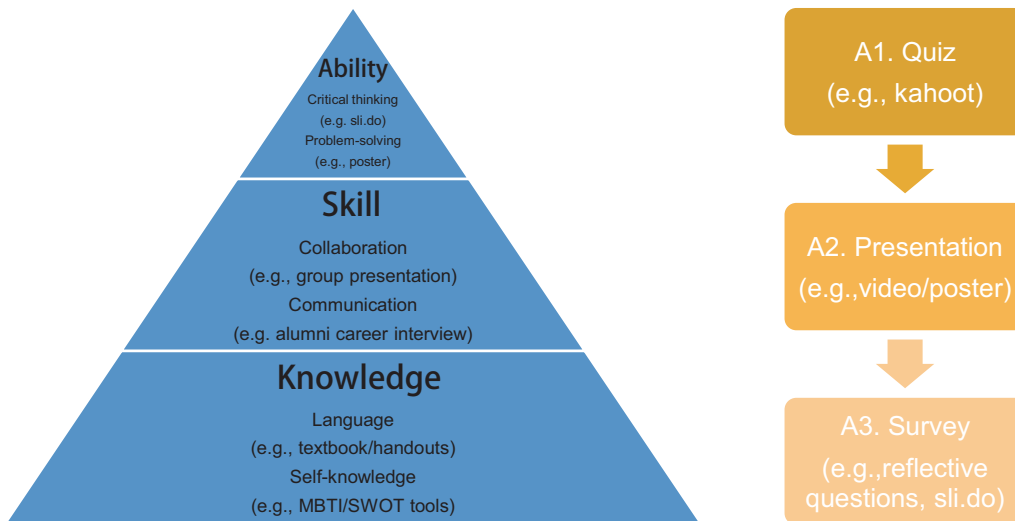 Ability
Critical thinking
(e.g. sli.do)
Problem-solving
(e.g., poster)
Skill
Collaboration
(e.g., group presentation)
Communication
(e.g. alumni career interview)
Knowledge
Language
(e.g., textbook/handouts)
Self-knowledge
(e.g., MBTI/SWOT tools)
A1. Quiz
(e.g., kahoot)
A2. Presentation
(e.g.,video/poster)
A3. Survey
(e.g.,reflective
questions, sli.do)